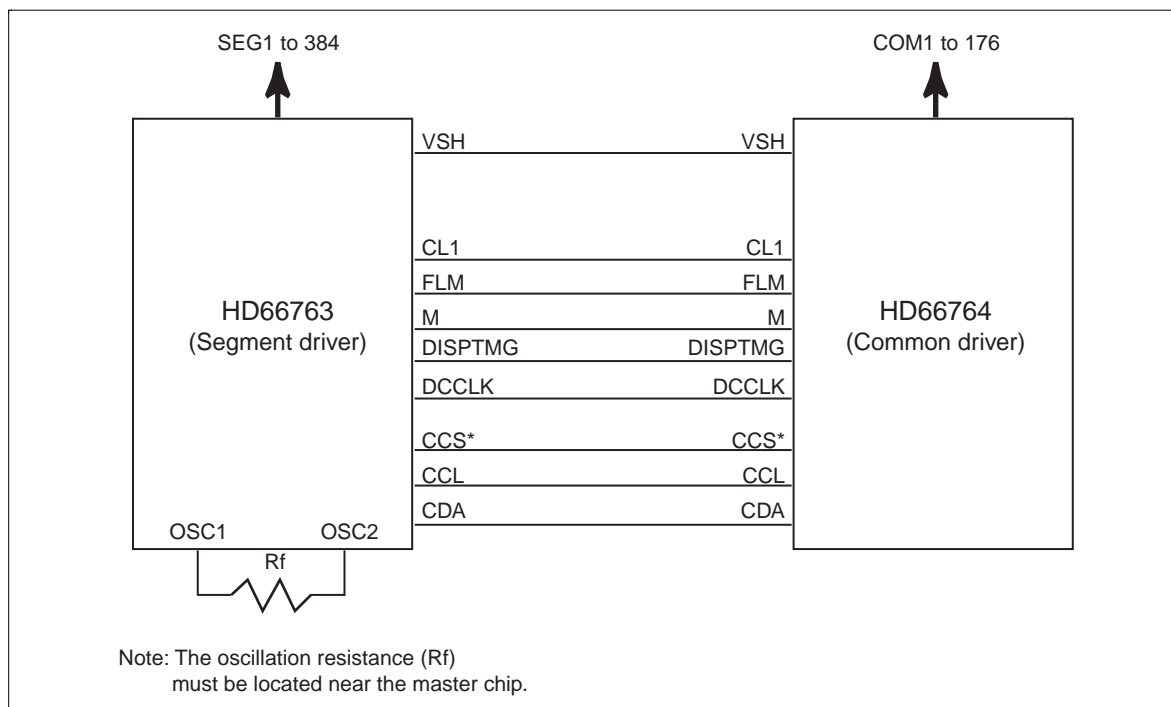 SEG1 to 384
COM1 to 176
VSH VSH
CL1 CL1
FLM FLM
HD66763 HD66764
M M
(Segment driver) (Common driver)
DISPTMG DISPTMG
DCCLK DCCLK
CCS* CCS*
CCL CCL
CDA CDA
OSC1 OSC2
Rf
Note: The oscillation resistance (Rf)
must be located near the master chip.